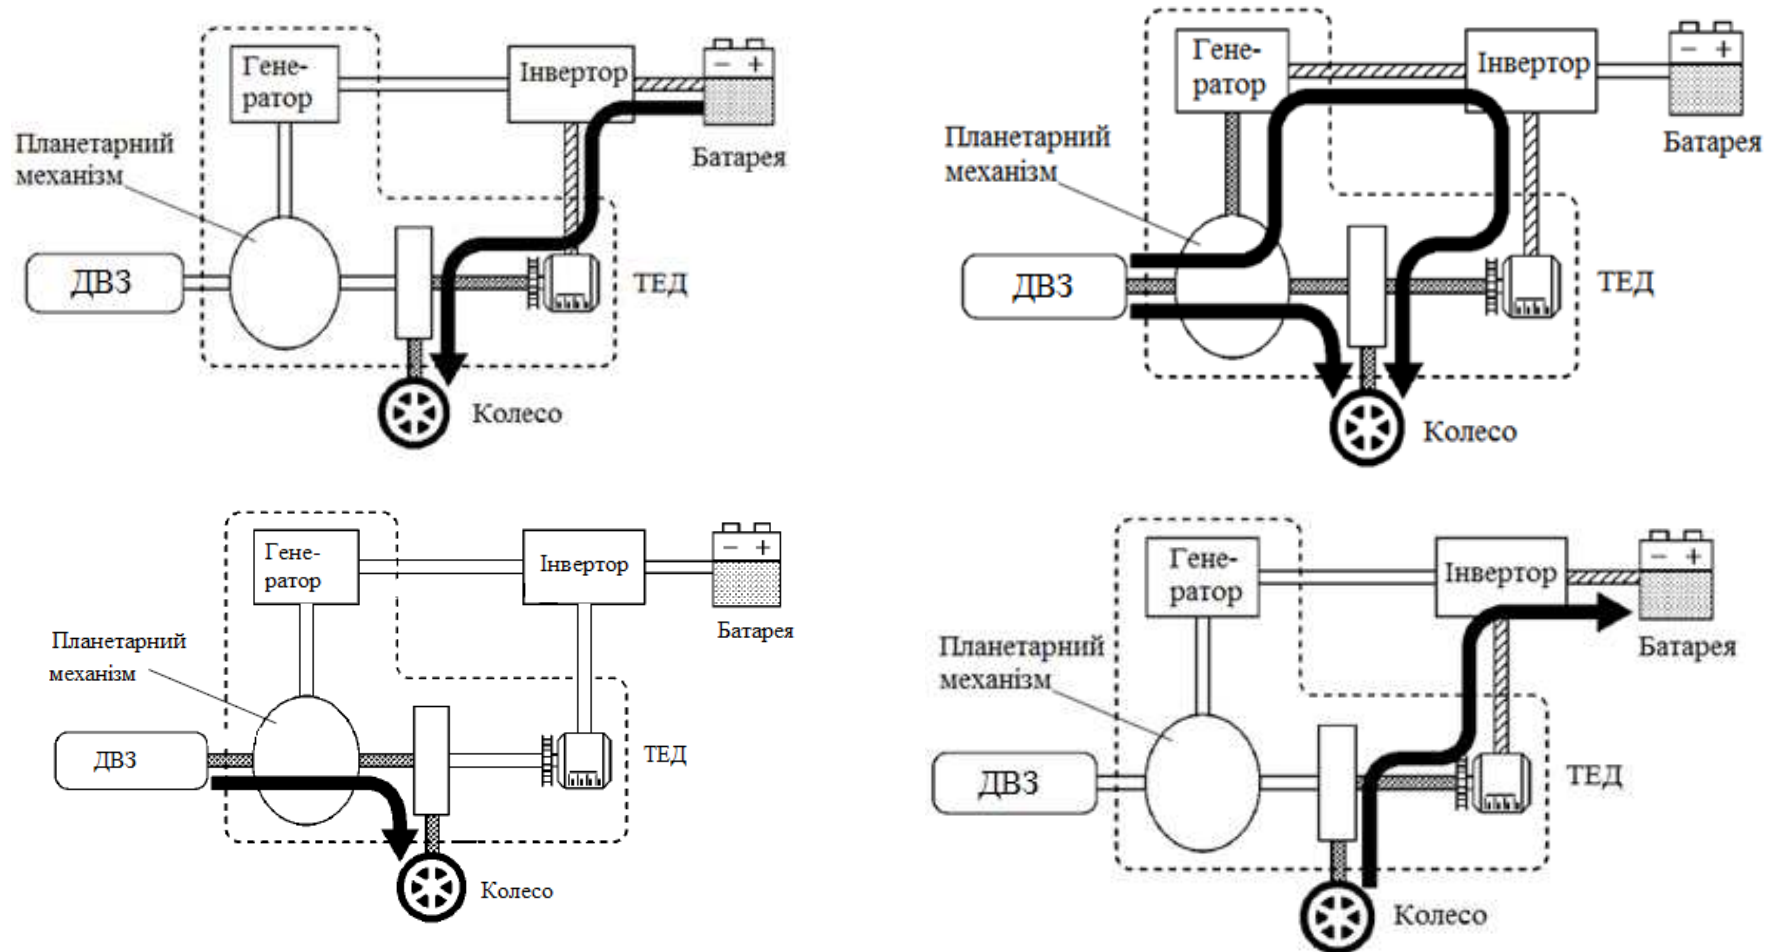 Гене-
ратор
Інвертор
− +
Батарея
Планетарний
механізм
ДВЗ
ТЕД
Колесо
Гене-
ратор
Інвертор
− +
Батарея
Планетарний
механізм
ДВЗ
ТЕД
Колесо
Гене-
ратор
Інвертор
− +
Батарея
Планетарний
механізм
ДВЗ
ТЕД
Колесо
Гене-
ратор
Інвертор
− +
Батарея
Планетарний
механізм
ДВЗ
ТЕД
Колесо